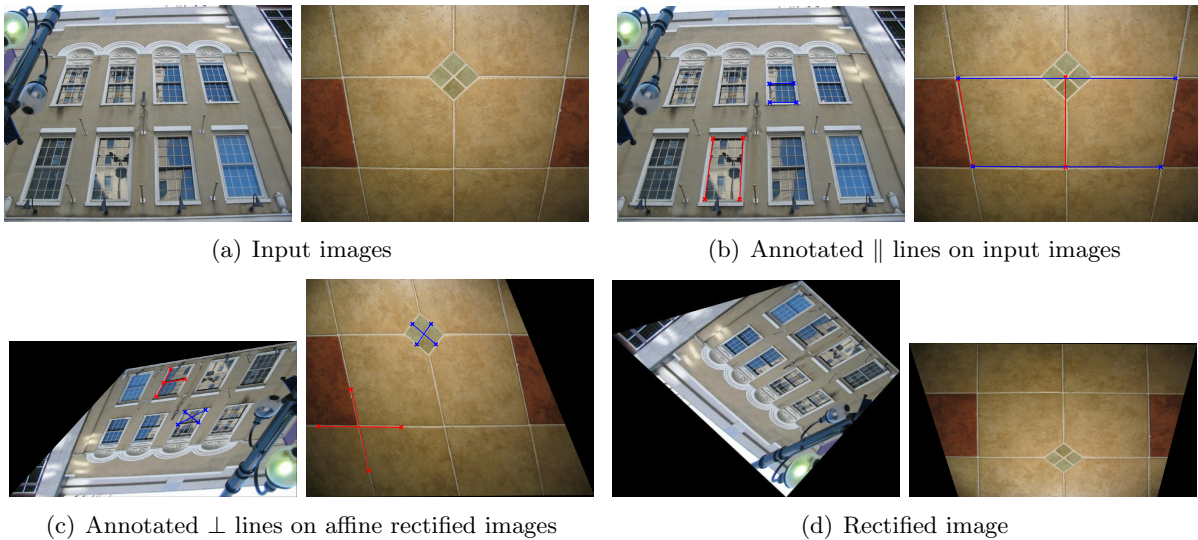 (a) Input images
(b) Annotated ∥ lines on input images
(c) Annotated ⊥ lines on affine rectified images
(d) Rectified image